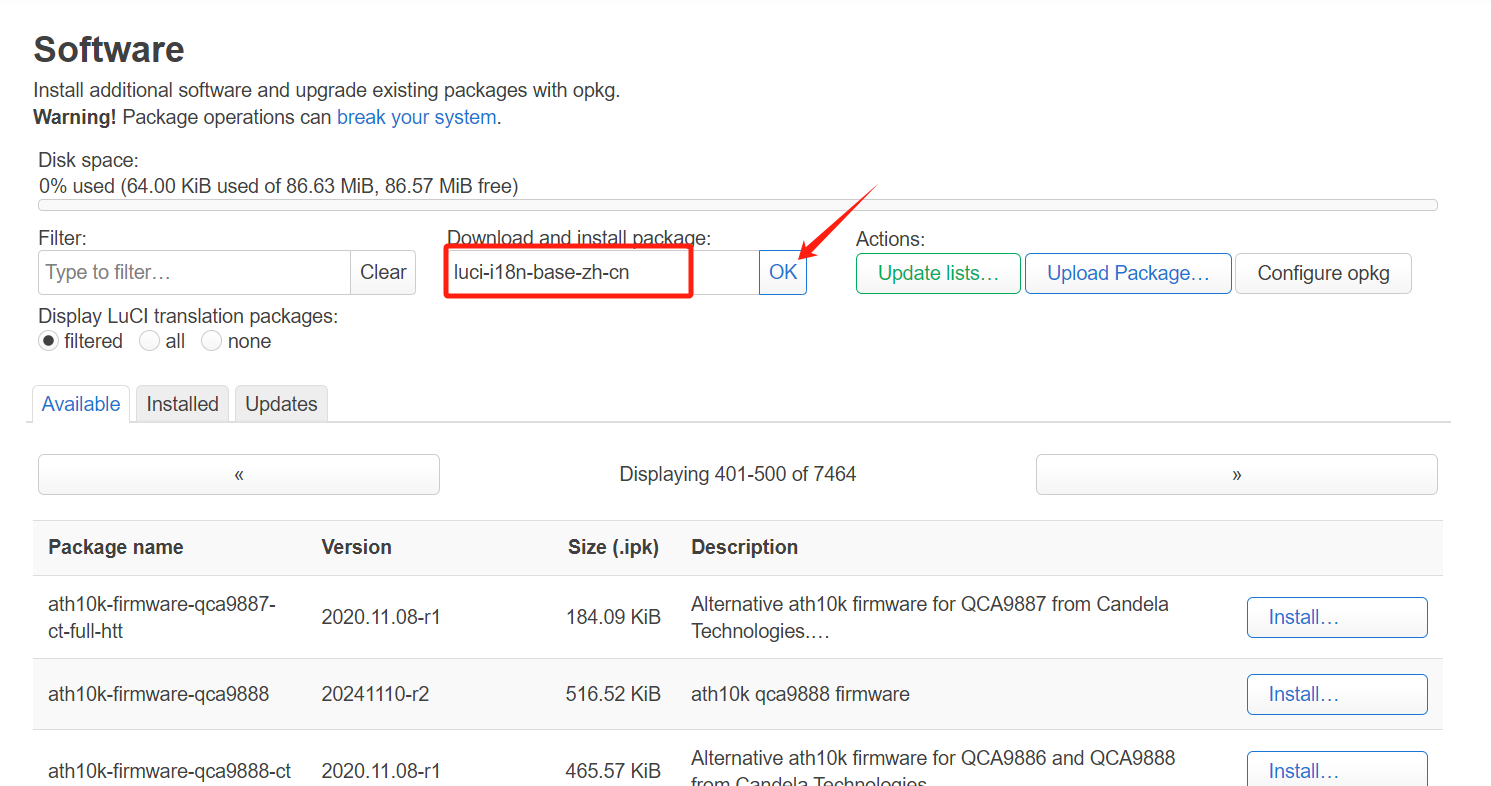 Software
Install additional software and upgrade existing packages with opkg.
Warning! Package operations can break your system.
Disk space:
0% used (64.00 KiB used of 86.63 MiB, 86.57 MiB free)
Filter:
Download and install package:
Actions:
Type to filter…
Clear
luci-i18n-base-zh-cn
OK
Update lists…
Upload Package…
Configure opkg
Display LuCI translation packages:
filtered all none
Available Installed Updates
« Displaying 401-500 of 7464 »
Package name Version Size (.ipk) Description
ath10k-firmware-qca9887-
ct-full-htt
2020.11.08-r1
184.09 KiB
Alternative ath10k firmware for QCA9887 from Candela
Technologies.…
Install…
ath10k-firmware-qca9888 20241110-r2 516.52 KiB ath10k qca9888 firmware Install…
ath10k-firmware-qca9888-ct
2020.11.08-r1
465.57 KiB
Alternative ath10k firmware for QCA9886 and QCA9888
from Candela Technologies
Install…